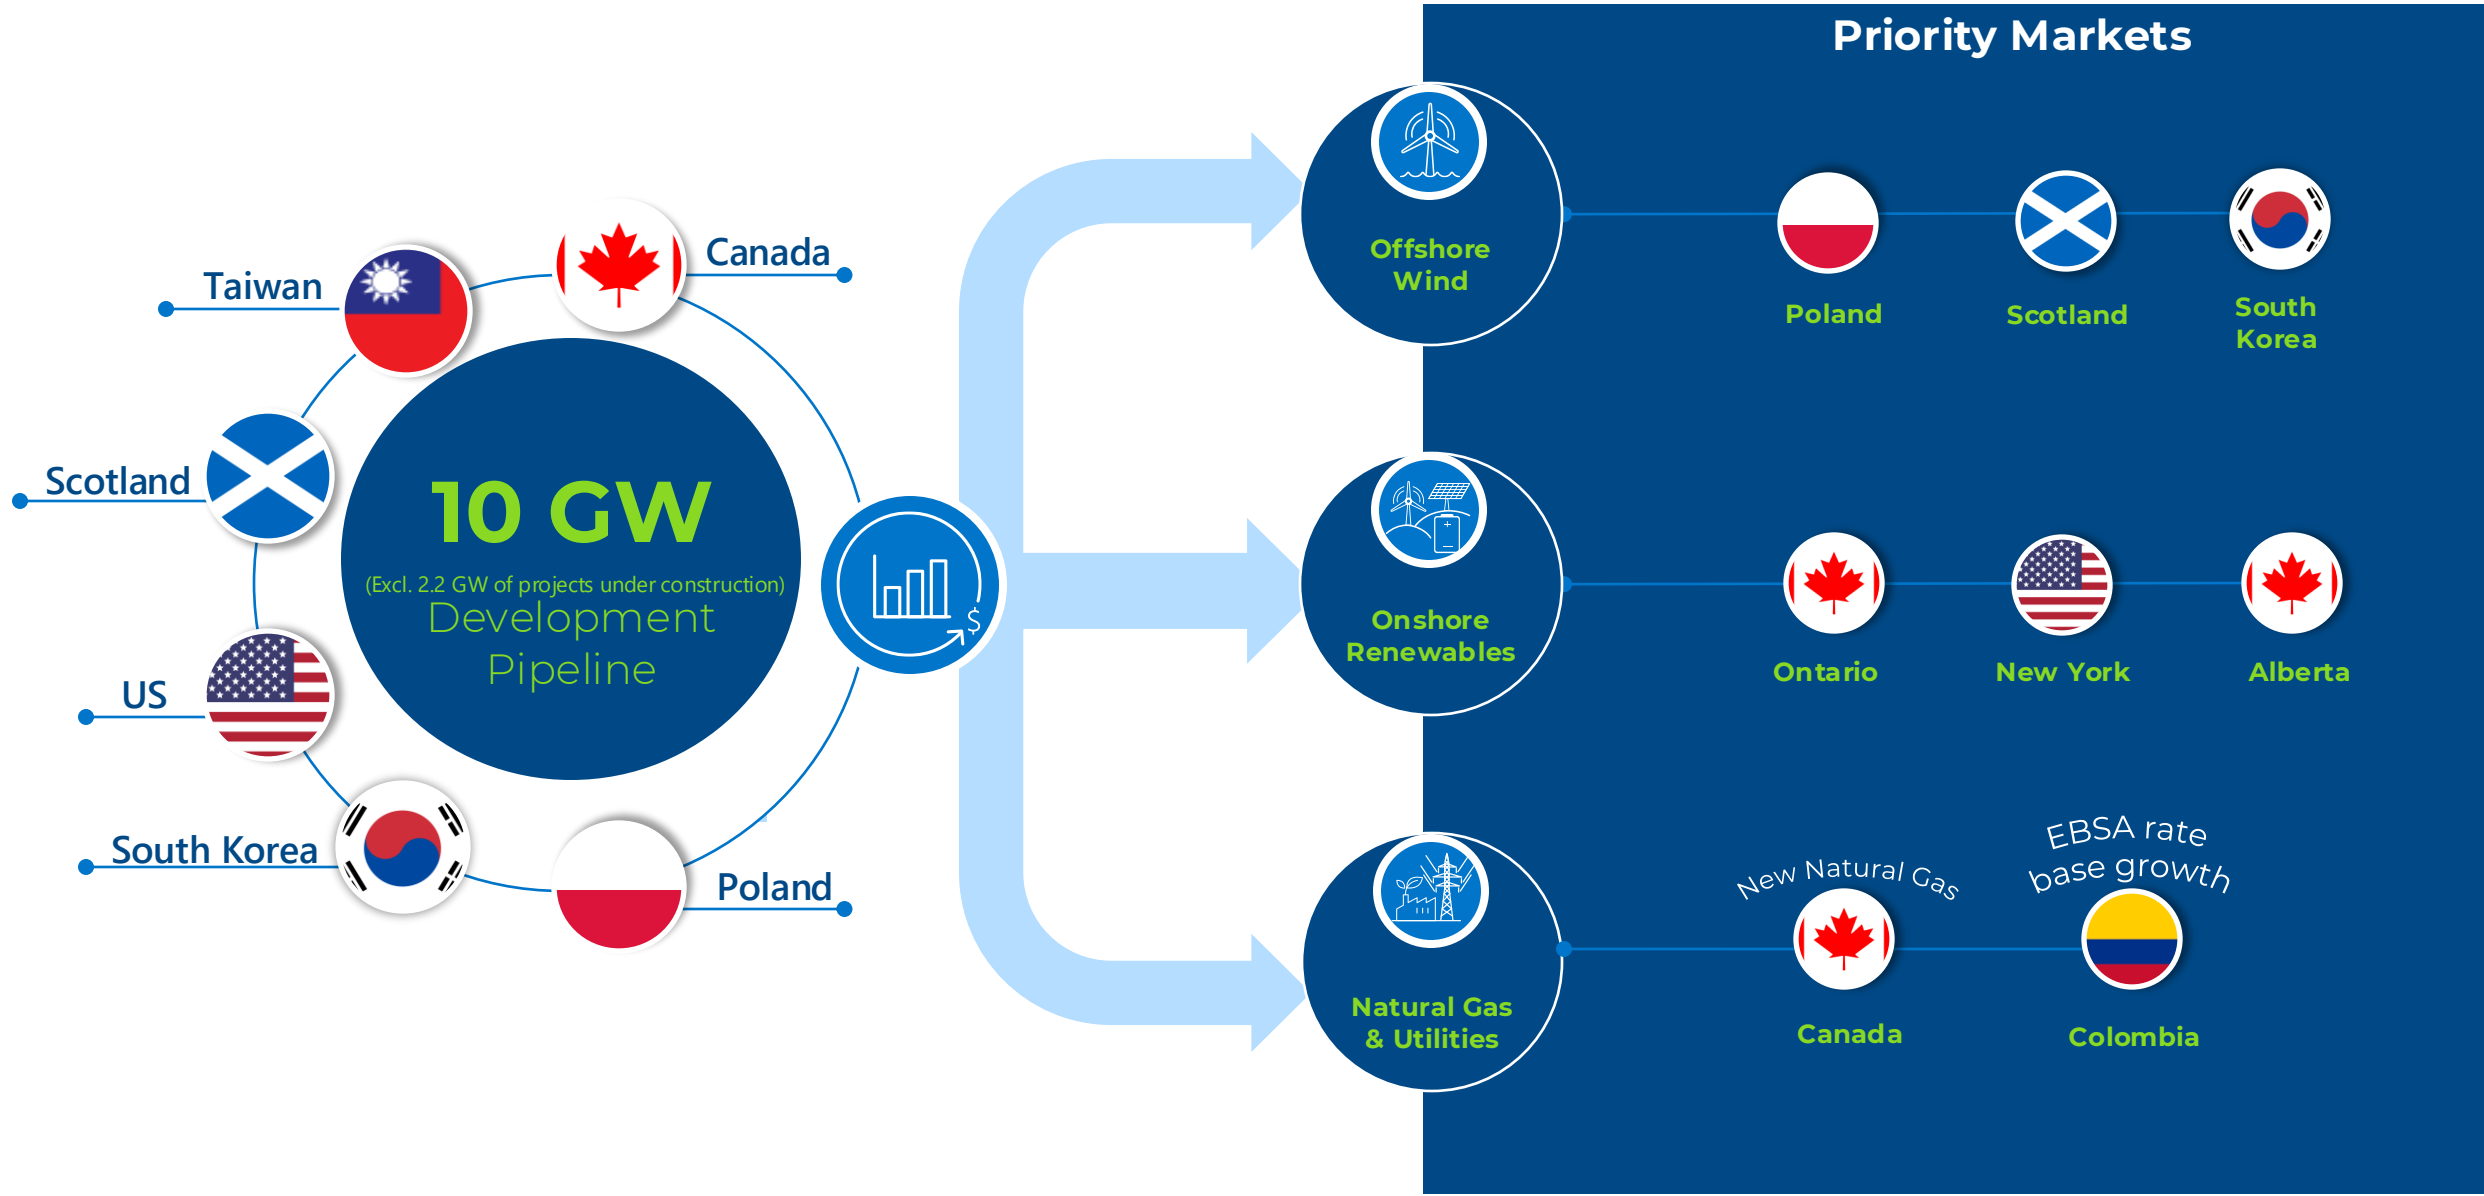 Priority Markets
Canada
Taiwan
Scotland
US
South Korea
Poland
10 GW
(Excl. 2.2 GW of projects under construction)
Development
Pipeline
$
Offshore
Wind
Poland
Scotland
South
Korea
Onshore
Renewables
Ontario
New York
Alberta
Natural Gas
& Utilities
New Natural Gas
Canada
EBSA rate
base growth
Colombia